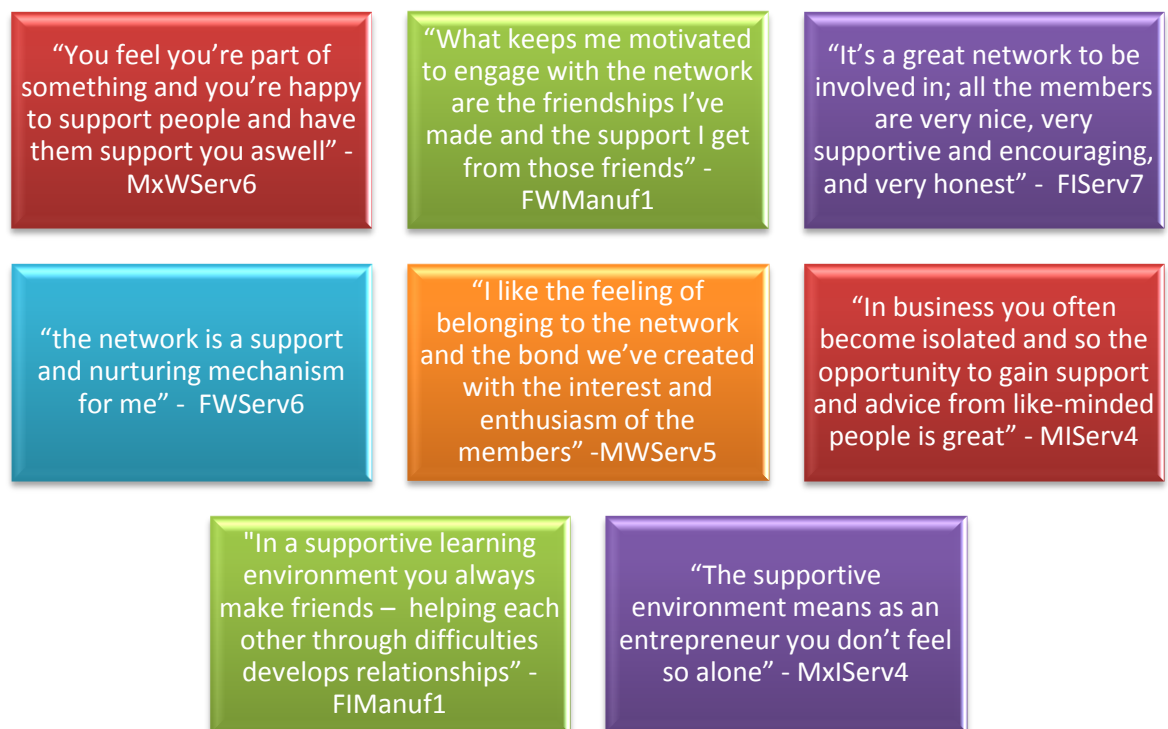 “You feel you’re part of
something and you’re happy
to support people and have
them support you aswell” -
MxWServ6
“What keeps me motivated
to engage with the network
are the friendships I’ve
made and the support I get
from those friends” -
FWManuf1
“It’s a great network to be
involved in; all the members
are very nice, very
supportive and encouraging,
and very honest” - FIServ7
“the network is a support
and nurturing mechanism
for me” - FWServ6
“I like the feeling of
belonging to the network
and the bond we’ve created
with the interest and
enthusiasm of the
members” -MWServ5
“In business you often
become isolated and so the
opportunity to gain support
and advice from like-minded
people is great” - MIServ4
"In a supportive learning
environment you always
make friends – helping each
other through difficulties
develops relationships” -
FIManuf1
“The supportive
environment means as an
entrepreneur you don’t feel
so alone” - MxIServ4